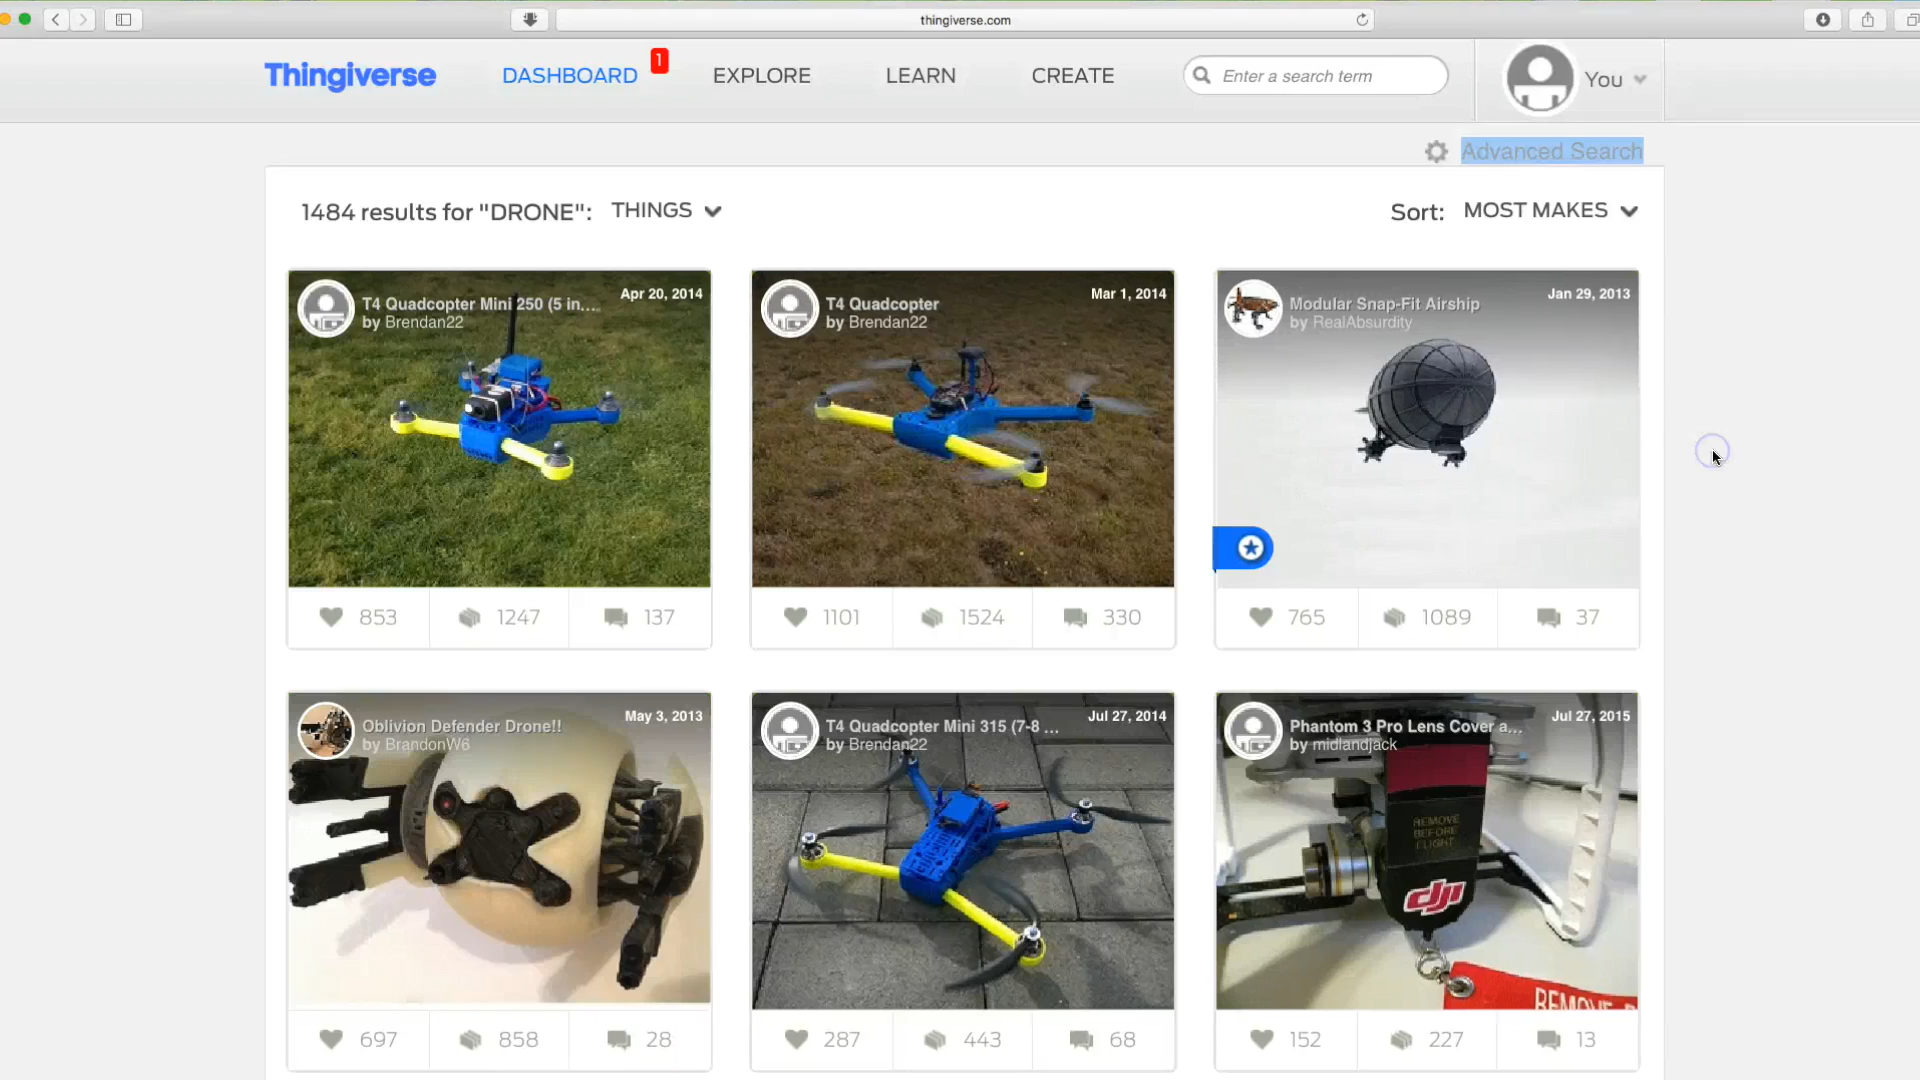 thingiverse.com
Thingiverse
DASHBOARD
1
EXPLORE
LEARN
CREATE
Enter a search term
You
Advanced Search
1484 results for "DRONE": THINGS
Sort: MOST MAKES
T4 Quadcopter Mini 250 (5 in....
by Brendan22
Apr 20, 2014
T4 Quadcopter
by Brendan22
Mar 1, 2014
Modular Snap-Fit Airship
by RealAbsurdity
Jan 29, 2013
853
1247
137
1101
1524
330
765
1089
37
Oblivion Defender Drone!!
by BrandonW6
May 3, 2013
T4 Quadcopter Mini 315 (7-8 ...
by Brendan22
Jul 27, 2014
Phantom 3 Pro Lens Cover a...
by midlandjack
Jul 27, 2015
REMOVE
BEFORE
FLIGHT
dji
REMOVE
697
858
28
287
443
68
152
227
13